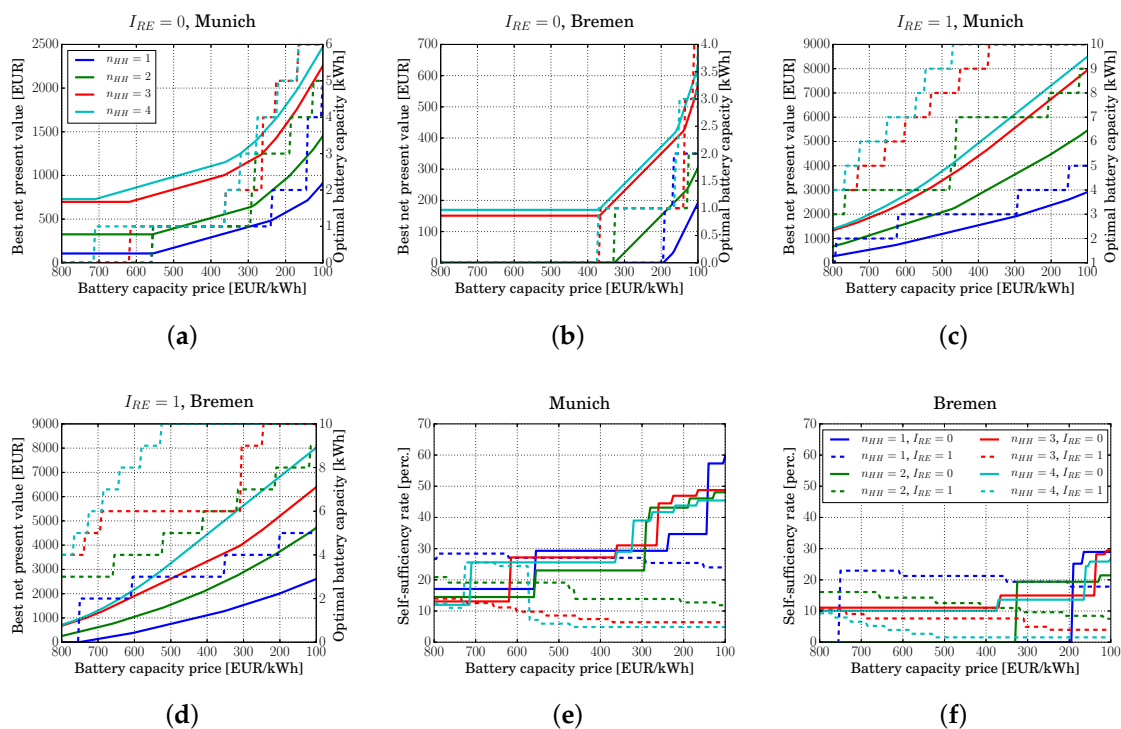 I_RE = 0, Munich
Best net present value [EUR]
2500
2000
1500
1000
500
0
n_HH = 1
n_HH = 2
n_HH = 3
n_HH = 4
6
5
4
3
2
1
0
Optimal battery capacity [kWh]
800 700 600 500 400 300 200 100
Battery capacity price [EUR/kWh]
(a)
I_RE = 0, Bremen
Best net present value [EUR]
700
600
500
400
300
200
100
0
4.0
3.5
3.0
2.5
2.0
1.5
1.0
0.5
0.0
Optimal battery capacity [kWh]
800 700 600 500 400 300 200 100
Battery capacity price [EUR/kWh]
(b)
I_RE = 1, Munich
Best net present value [EUR]
9000
8000
7000
6000
5000
4000
3000
2000
1000
0
10
9
8
7
6
5
4
3
2
1
Optimal battery capacity [kWh]
800 700 600 500 400 300 200 100
Battery capacity price [EUR/kWh]
(c)
I_RE = 1, Bremen
Best net present value [EUR]
9000
8000
7000
6000
5000
4000
3000
2000
1000
0
10
8
6
4
2
0
Optimal battery capacity [kWh]
800 700 600 500 400 300 200 100
Battery capacity price [EUR/kWh]
(d)
Munich
Self-sufficiency rate [perc.]
70
60
50
40
30
20
10
0
800 700 600 500 400 300 200 100
Battery capacity price [EUR/kWh]
(e)
Bremen
Self-sufficiency rate [perc.]
70
60
50
40
30
20
10
0
n_HH = 1, I_RE = 0
n_HH = 1, I_RE = 1
n_HH = 2, I_RE = 0
n_HH = 2, I_RE = 1
n_HH = 3, I_RE = 0
n_HH = 3, I_RE = 1
n_HH = 4, I_RE = 0
n_HH = 4, I_RE = 1
800 700 600 500 400 300 200 100
Battery capacity price [EUR/kWh]
(f)